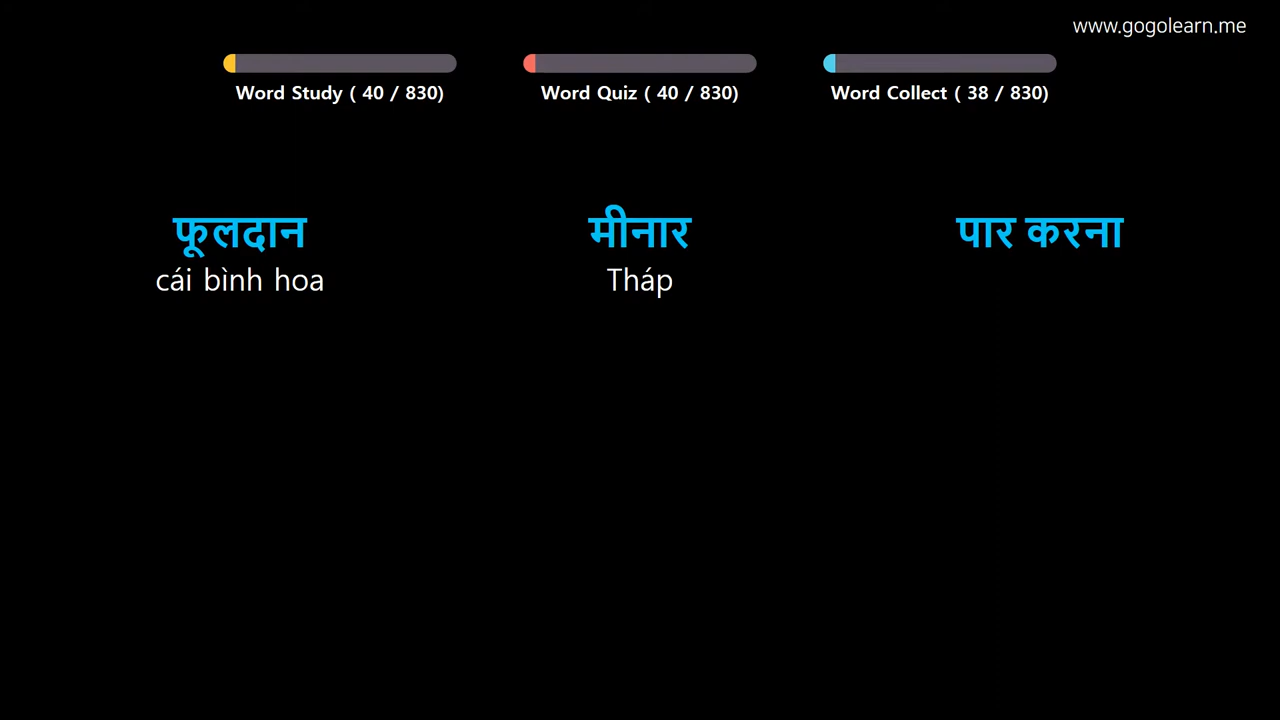 www.gogolearn.me
Word Study ( 40 / 830)
Word Quiz ( 40 / 830)
Word Collect ( 38 / 830)
फूलदान
cái bình hoa
मीनार
Tháp
पार करना